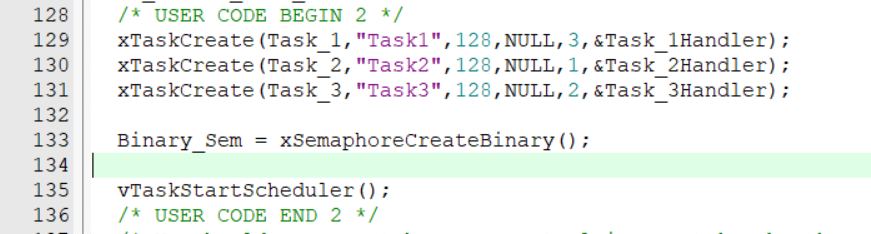 128 /* USER CODE BEGIN 2 */
129 xTaskCreate(Task_1,"Task1",128,NULL,3,&Task_1Handler);
130 xTaskCreate(Task_2,"Task2",128,NULL,1,&Task_2Handler);
131 xTaskCreate(Task_3,"Task3",128,NULL,2,&Task_3Handler);
132
133 Binary_Sem = xSemaphoreCreateBinary();
134
135 vTaskStartScheduler();
136 /* USER CODE END 2 */